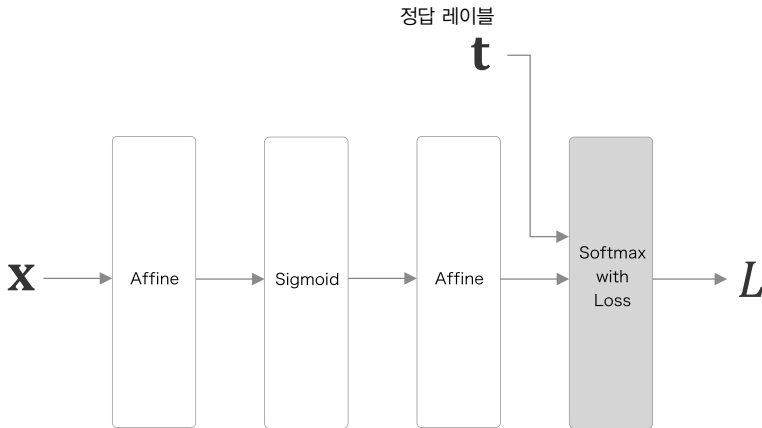 정답 레이블
t
x
Affine
Sigmoid
Affine
Softmax
with
Loss
L